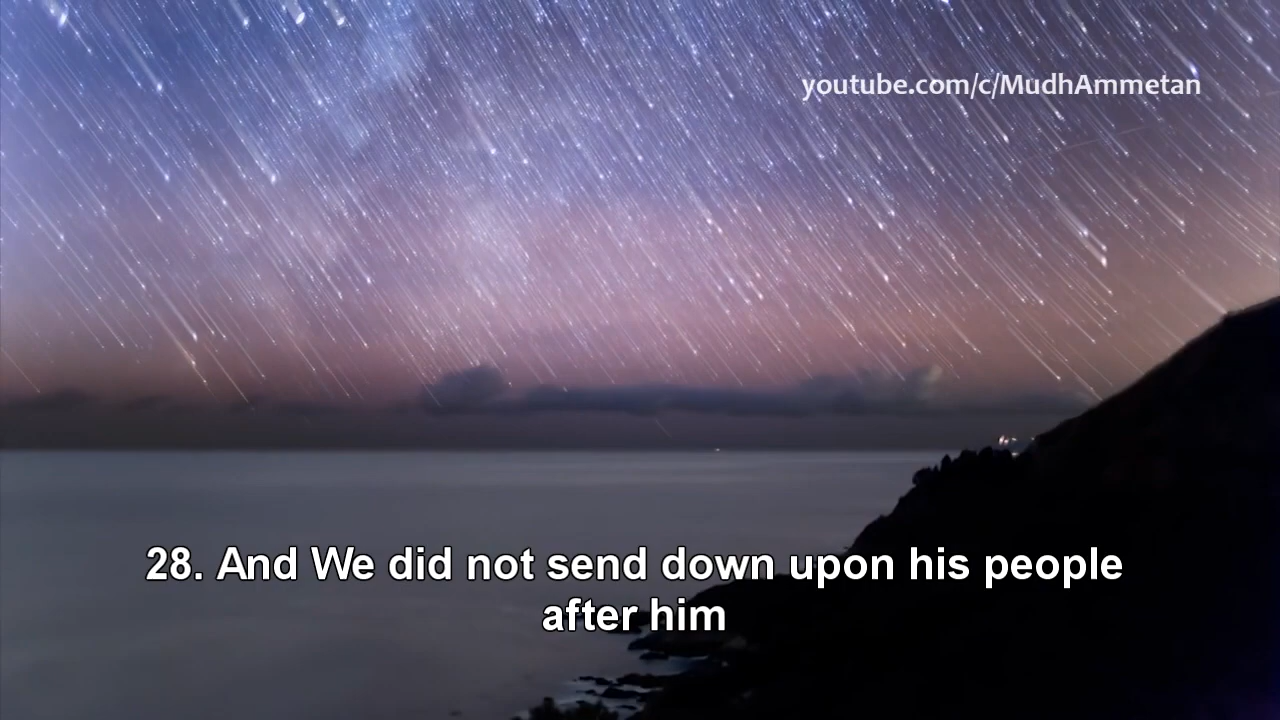 youtube.com/c/MudhAmmetan
28. And We did not send down upon his people
after him